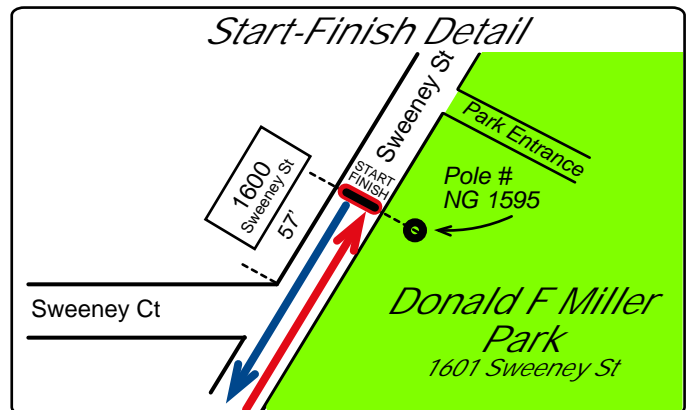 Start-Finish Detail
Sweeney St
Park Entrance
1600
Sweeney St
57'
START
FINISH
Pole #
NG 1595
Sweeney Ct
Donald F Miller
Park
1601 Sweeney St